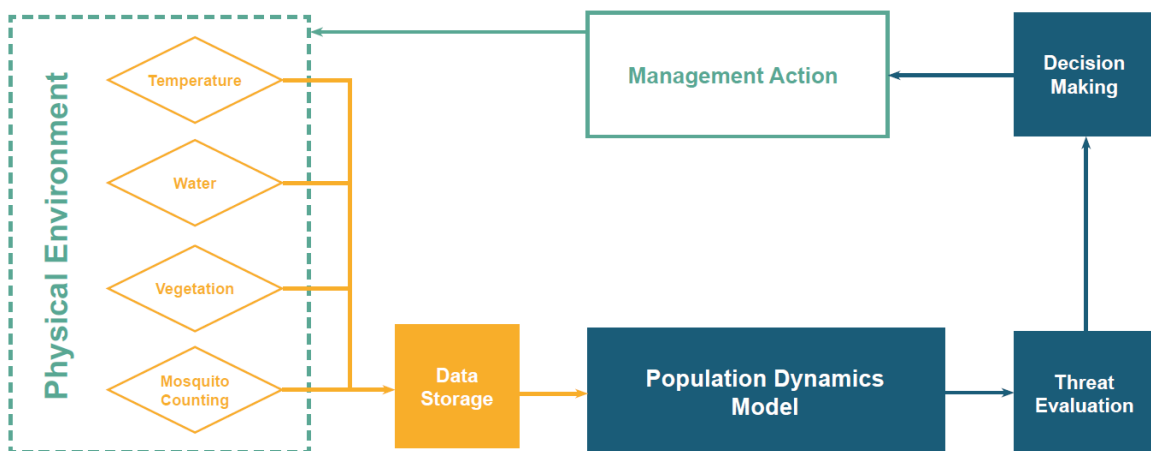 Physical Environment
Temperature
Water
Vegetation
Mosquito
Counting
Data
Storage
Population Dynamics
Model
Threat
Evaluation
Decision
Making
Management Action